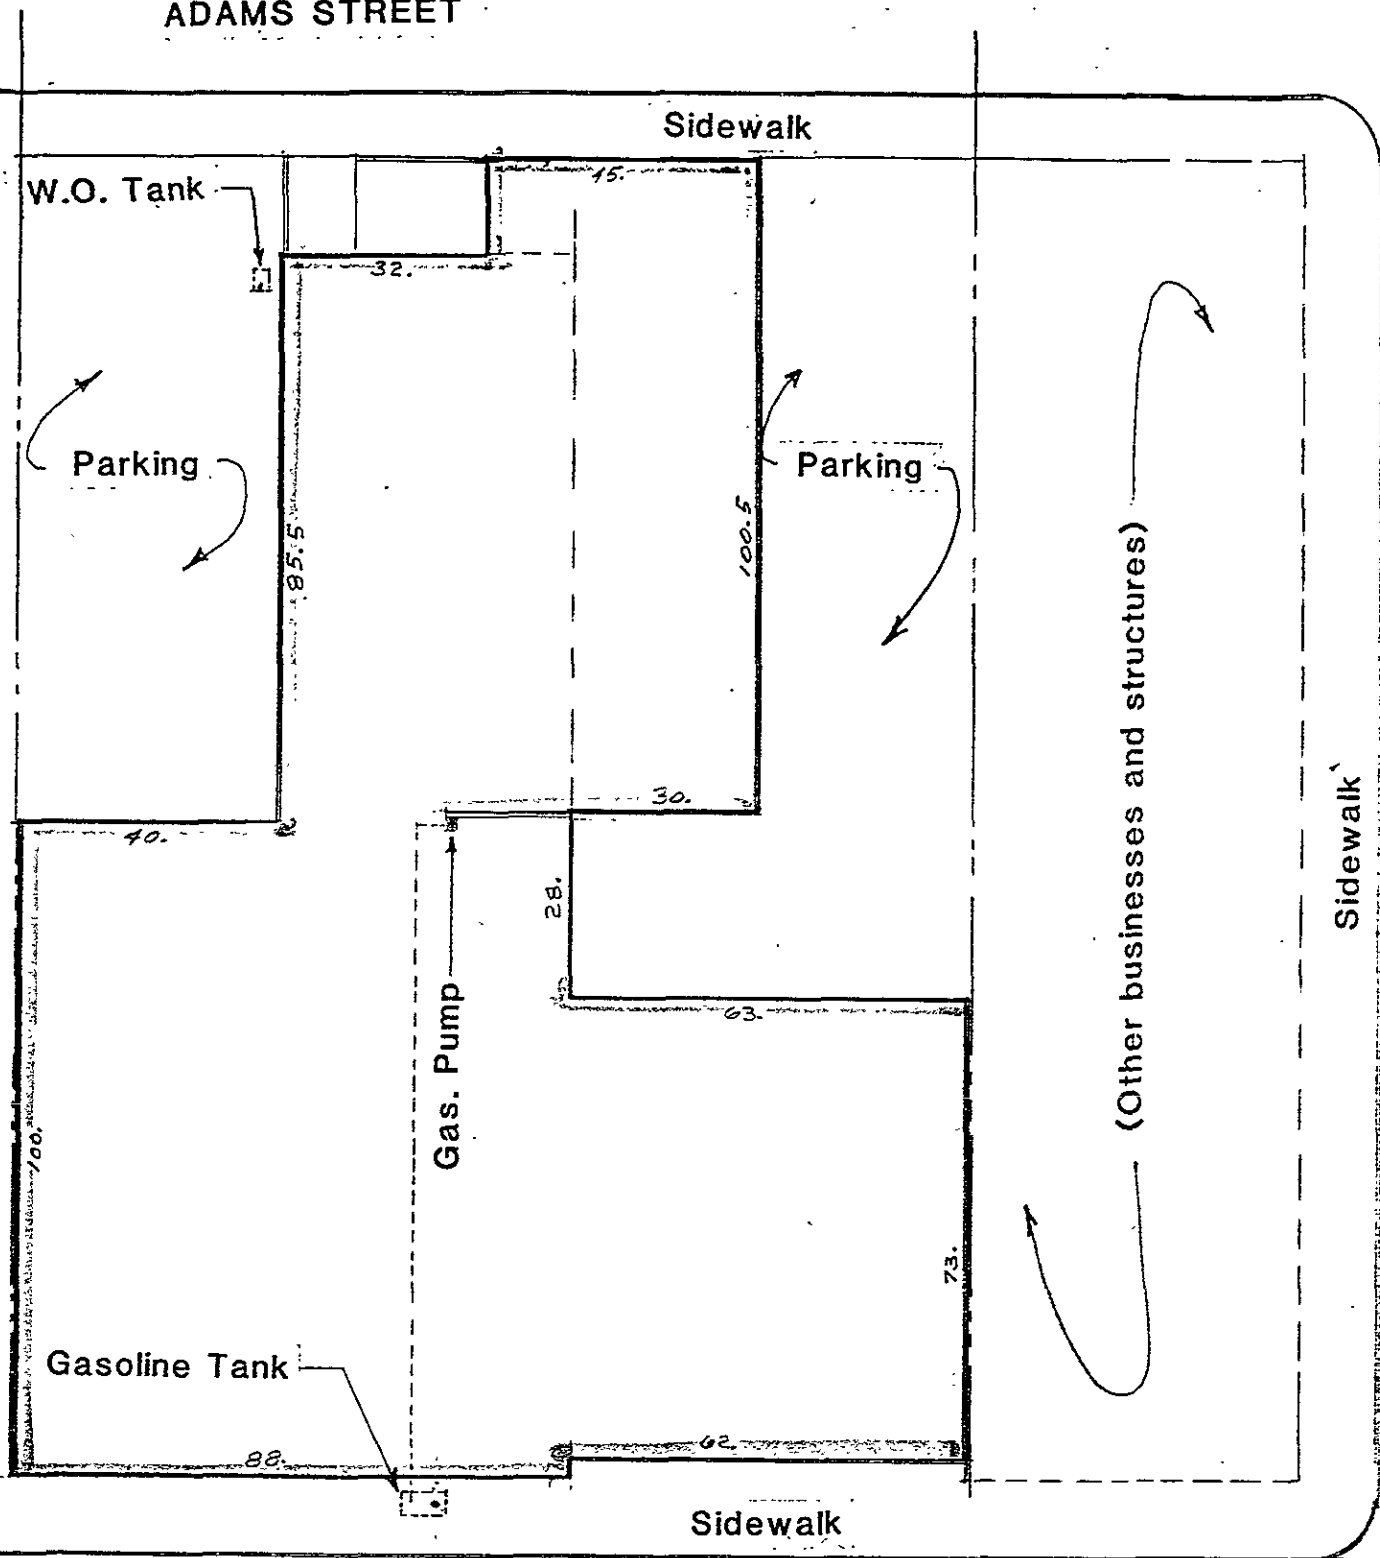 ADAMS STREET
Sidewalk
W.O. Tank
32.
Parking
Parking
85.5
100.5
(Other businesses and structures)
30.
40.
Sidewalk
28.
Gas. Pump
63.
100.
73.
Gasoline Tank
62.
88.
Sidewalk